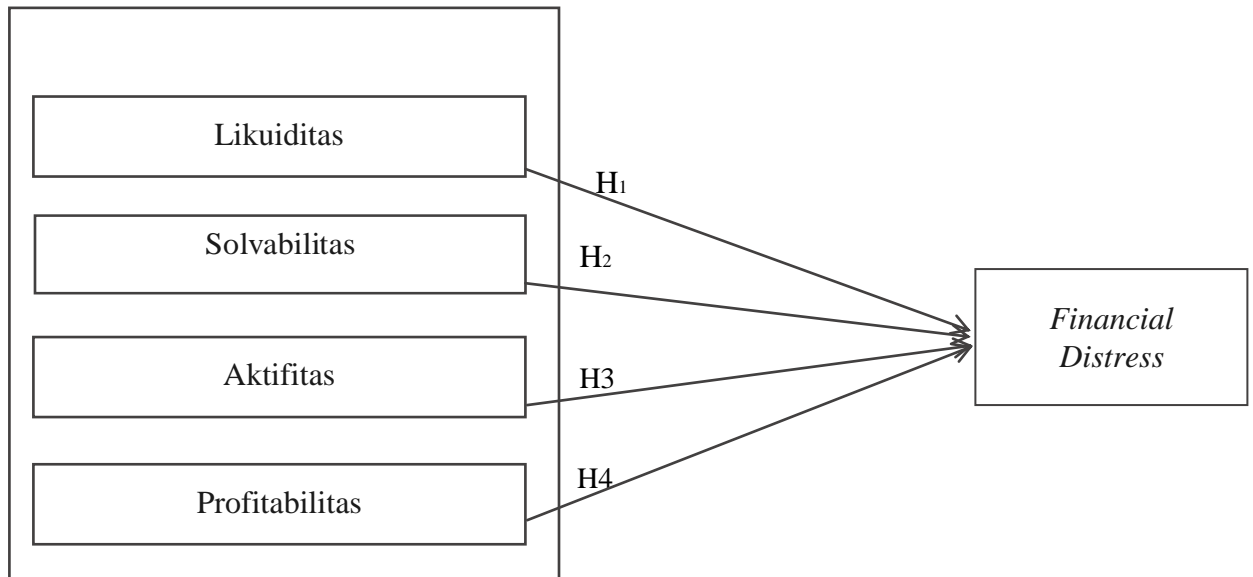 Likuiditas
H1
Solvabilitas
H2
Financial
Distress
Aktifitas
H3
Profitabilitas
H4